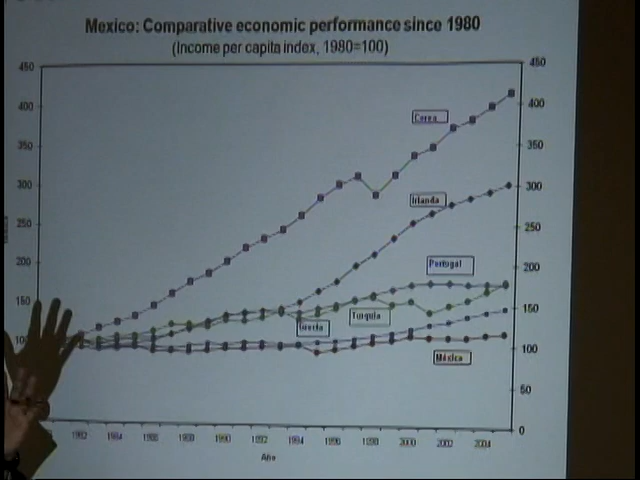 Mexico: Comparative economic performance since 1980
(Income per capita index, 1980=100)
450
400
350
300
250
200
150
450
400
350
300
250
200
150
100
50
0
Corea
Irlanda
Portugal
Turquia
Grecia
México
1982 1984 1986 1988 1990 1992 1994 1996 1998 2000 2002 2004
Año